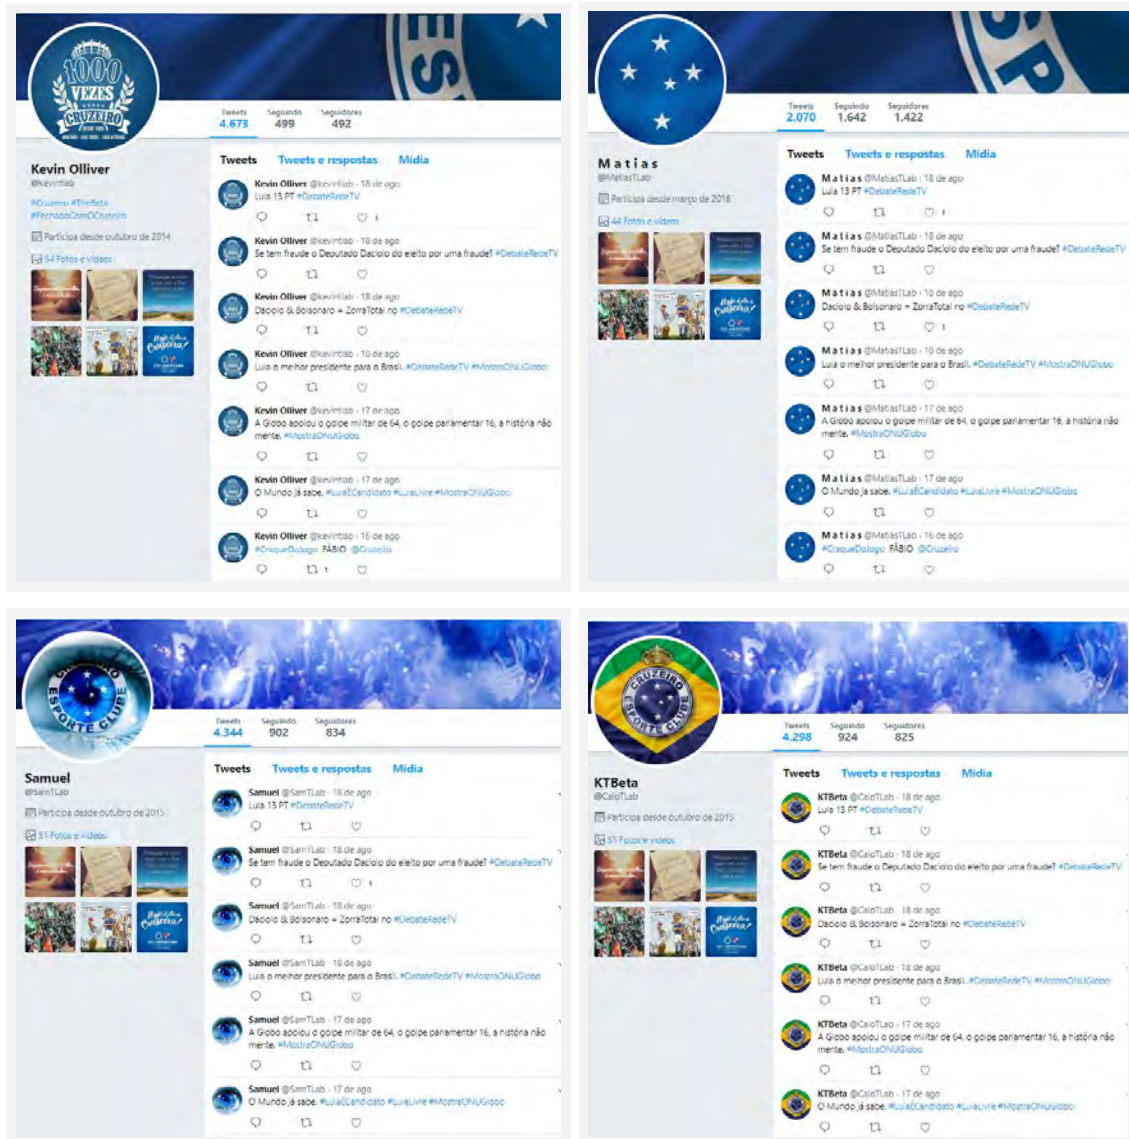 1000
VEZES
CRUZEIRO
Tweets Seguindo Seguidores
4.673 499 492
Kevin Olliver
@kevintlab
#Cruzeiro #TimBeta
#FechadoComOCruzeiro
Participa desde outubro de 2014
54 Fotos e vídeos
Tweets Tweets e respostas Mídia
Kevin Olliver @kevintlab · 18 de ago
Lula 13 PT #DebateRedeTV
1
Kevin Olliver @kevintlab · 18 de ago
Se tem fraude o Deputado Daciolo do eleito por uma fraude? #DebateRedeTV
Kevin Olliver @kevintlab · 18 de ago
Daciolo & Bolsonaro = ZorraTotal no #DebateRedeTV
Kevin Olliver @kevintlab · 18 de ago
Lula o melhor presidente para o Brasil. #DebateRedeTV #MostraONUGlobo
Kevin Olliver @kevintlab · 17 de ago
A Globo apoiou o golpe militar de 64, o golpe parlamentar 16, a história não
mente. #MostraONUGlobo
Kevin Olliver @kevintlab · 17 de ago
O Mundo já sabe. #LulaÉCandidato #LulaLivre #MostraONUGlobo
Kevin Olliver @kevintlab · 16 de ago
#CraqueDoJogo FÁBIO @Cruzeiro
1
Tweets Seguindo Seguidores
2.070 1.642 1.422
M a t i a s
@MatiasTLab
Participa desde março de 2016
44 Fotos e vídeos
Tweets Tweets e respostas Mídia
M a t i a s @MatiasTLab · 18 de ago
Lula 13 PT #DebateRedeTV
1
M a t i a s @MatiasTLab · 18 de ago
Se tem fraude o Deputado Daciolo do eleito por uma fraude? #DebateRedeTV
M a t i a s @MatiasTLab · 18 de ago
Daciolo & Bolsonaro = ZorraTotal no #DebateRedeTV
1
M a t i a s @MatiasTLab · 18 de ago
Lula o melhor presidente para o Brasil. #DebateRedeTV #MostraONUGlobo
M a t i a s @MatiasTLab · 17 de ago
A Globo apoiou o golpe militar de 64, o golpe parlamentar 16, a história não
mente. #MostraONUGlobo
M a t i a s @MatiasTLab · 17 de ago
O Mundo já sabe. #LulaÉCandidato #LulaLivre #MostraONUGlobo
M a t i a s @MatiasTLab · 16 de ago
#CraqueDoJogo FÁBIO @Cruzeiro
ESPORTE CLUBE
Tweets Seguindo Seguidores
4.344 902 834
Samuel
@SamTLab
Participa desde outubro de 2015
51 Fotos e vídeos
Tweets Tweets e respostas Mídia
Samuel @SamTLab · 18 de ago
Lula 13 PT #DebateRedeTV
Samuel @SamTLab · 18 de ago
Se tem fraude o Deputado Daciolo do eleito por uma fraude? #DebateRedeTV
1
Samuel @SamTLab · 18 de ago
Daciolo & Bolsonaro = ZorraTotal no #DebateRedeTV
Samuel @SamTLab · 18 de ago
Lula o melhor presidente para o Brasil. #DebateRedeTV #MostraONUGlobo
Samuel @SamTLab · 17 de ago
A Globo apoiou o golpe militar de 64, o golpe parlamentar 16, a história não
mente. #MostraONUGlobo
Samuel @SamTLab · 17 de ago
O Mundo já sabe. #LulaÉCandidato #LulaLivre #MostraONUGlobo
CRUZEIRO
ESPORTE CLUBE
Tweets Seguindo Seguidores
4.298 924 825
KTBeta
@CaioTLab
Participa desde outubro de 2015
51 Fotos e vídeos
Tweets Tweets e respostas Mídia
KTBeta @CaioTLab · 18 de ago
Lula 13 PT #DebateRedeTV
KTBeta @CaioTLab · 18 de ago
Se tem fraude o Deputado Daciolo do eleito por uma fraude? #DebateRedeTV
KTBeta @CaioTLab · 18 de ago
Daciolo & Bolsonaro = ZorraTotal no #DebateRedeTV
KTBeta @CaioTLab · 18 de ago
Lula o melhor presidente para o Brasil. #DebateRedeTV #MostraONUGlobo
KTBeta @CaioTLab · 17 de ago
A Globo apoiou o golpe militar de 64, o golpe parlamentar 16, a história não
mente. #MostraONUGlobo
KTBeta @CaioTLab · 17 de ago
O Mundo já sabe. #LulaÉCandidato #LulaLivre #MostraONUGlobo